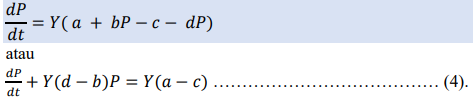 dP/dt = Y( a + bP − c − dP)
atau
dP/dt + Y(d − b)P = Y(a − c) ………………………………… (4).